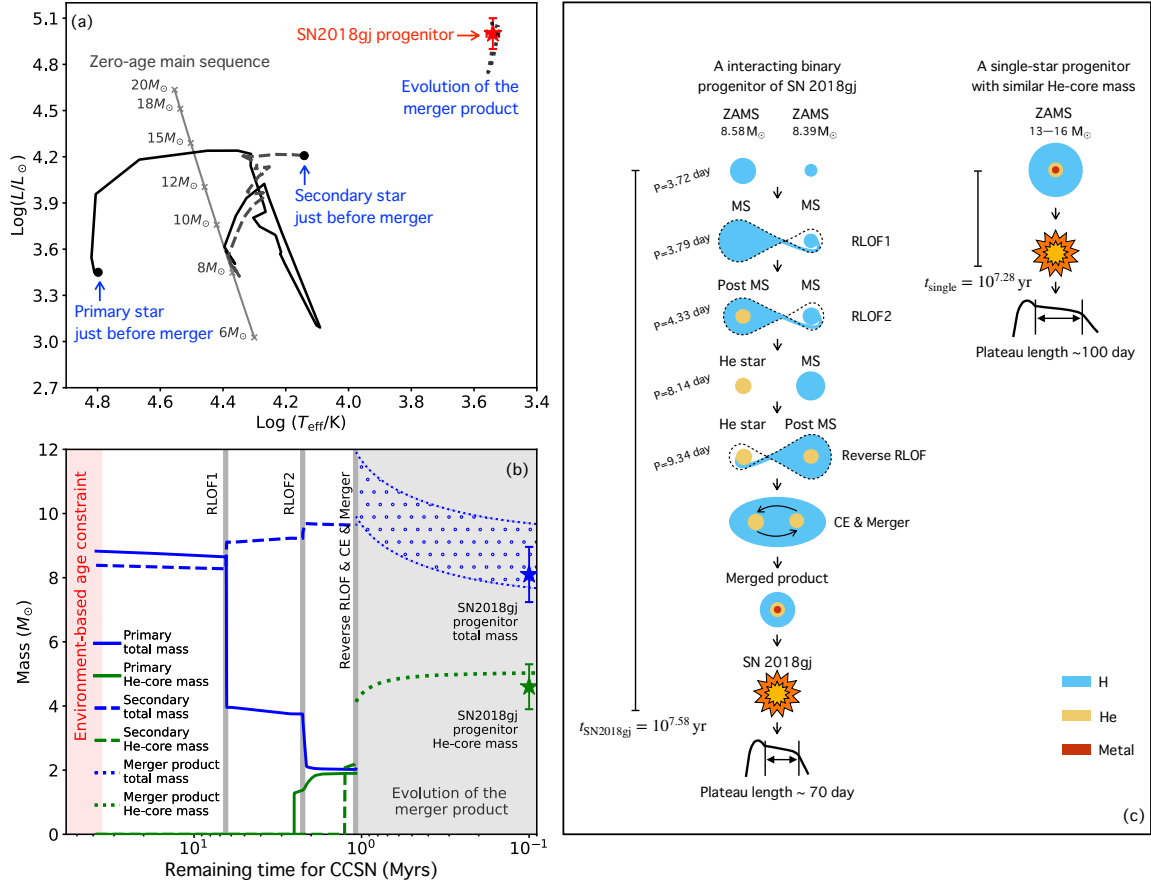 (a)
5.1
4.8
4.5
4.2
3.9
3.6
3.3
3.0
2.7
Log(L/L⊙)
SN2018gj progenitor
Zero-age main sequence
Evolution of the
merger product
20M⊙
18M⊙
15M⊙
12M⊙
10M⊙
8M⊙
6M⊙
Secondary star
just before merger
Primary star
just before merger
4.8
4.6
4.4
4.2
4.0
3.8
3.6
3.4
Log (Teff/K)
(b)
12
10
8
6
4
2
0
Mass (M⊙)
Environment-based age constraint
RLOF1
RLOF2
Reverse RLOF & CE & Merger
Primary
total mass
Primary
He-core mass
Secondary
total mass
Secondary
He-core mass
Merger product
total mass
Merger product
He-core mass
SN2018gj
progenitor
total mass
SN2018gj
progenitor
He-core mass
Evolution of the
merger product
10¹
10⁰
10⁻¹
Remaining time for CCSN (Myrs)
A interacting binary
progenitor of SN 2018gj
ZAMS
8.58M⊙
ZAMS
8.39M⊙
P=3.72 day
MS
MS
P=3.79 day
RLOF1
Post MS
MS
P=4.33 day
RLOF2
He star
MS
P=8.14 day
He star
Post MS
P=9.34 day
Reverse RLOF
CE & Merger
Merged product
SN 2018gj
tSN2018gj = 10^7.58 yr
Plateau length ~ 70 day
A single-star progenitor
with similar He-core mass
ZAMS
13—16 M⊙
tsingle = 10^7.28 yr
Plateau length ~100 day
H
He
Metal
(c)